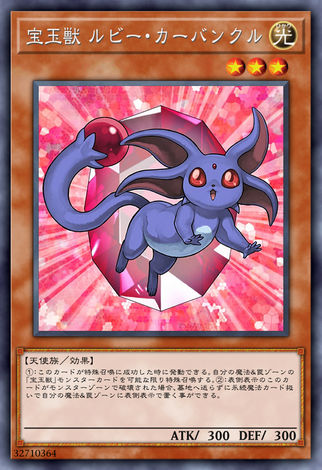 宝玉獣 ルビー・カーバンクル
光
【天使族／効果】
①：このカードが特殊召喚に成功した時に発動できる。自分の魔法&罠ゾーンの
「宝玉獣」モンスターカードを可能な限り特殊召喚する。②：表側表示のこのカ
ードがモンスターゾーンで破壊された場合、墓地へ送らずに永続魔法カード扱
いで自分の魔法&罠ゾーンに表側表示で置く事ができる。
ATK/ 300 DEF/ 300
32710364